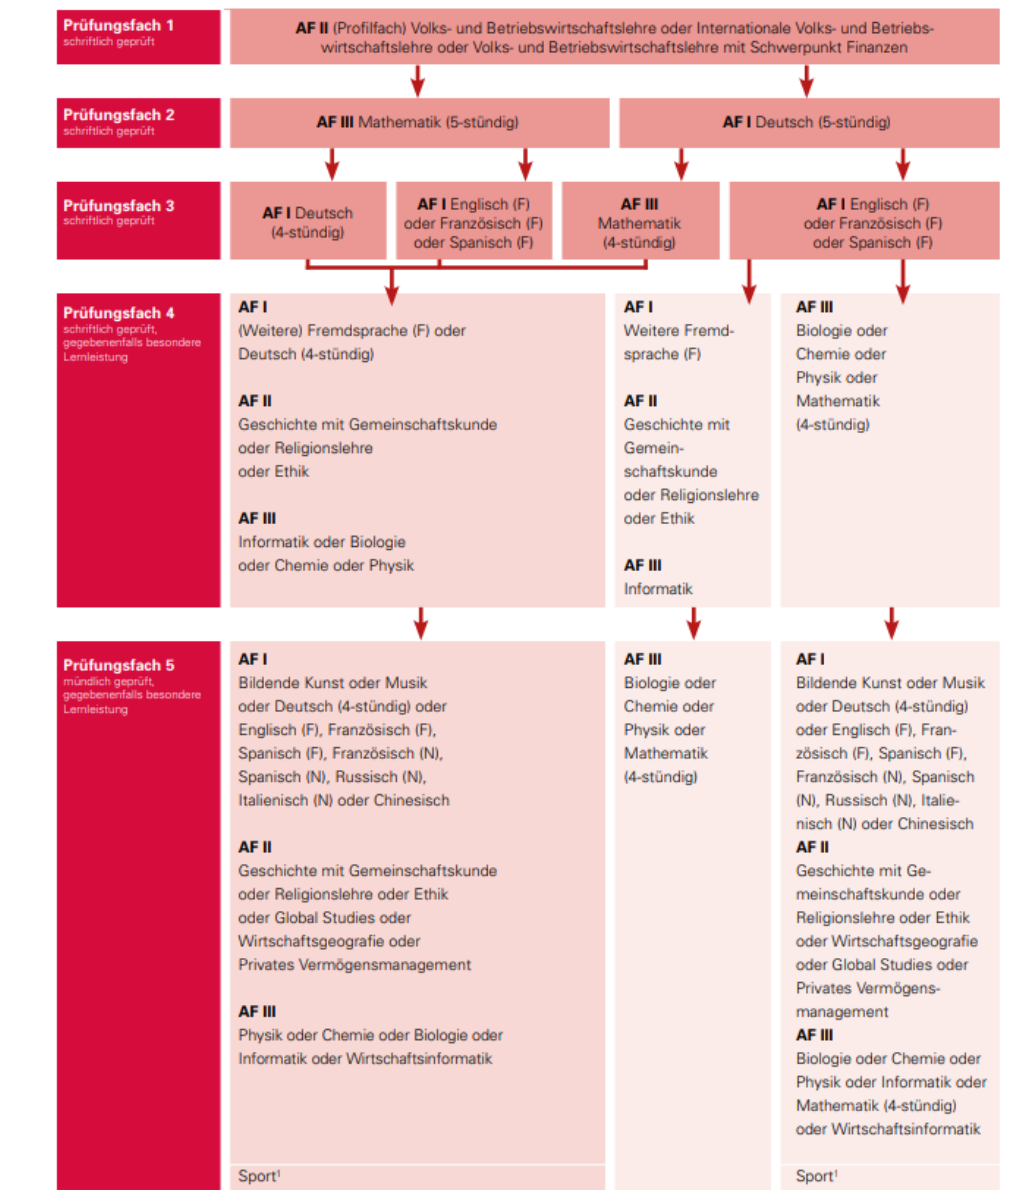 Prüfungsfach 1
schriftlich geprüft
AF II (Profilfach) Volks- und Betriebswirtschaftslehre oder Internationale Volks- und Betriebs-
wirtschaftslehre oder Volks- und Betriebswirtschaftslehre mit Schwerpunkt Finanzen
Prüfungsfach 2
schriftlich geprüft
AF III Mathematik (5-stündig)
AF I Deutsch (5-stündig)
Prüfungsfach 3
schriftlich geprüft
AF I Deutsch
(4-stündig)
AF I Englisch (F)
oder Französisch (F)
oder Spanisch (F)
AF III
Mathematik
(4-stündig)
AF I Englisch (F)
oder Französisch (F)
oder Spanisch (F)
Prüfungsfach 4
schriftlich geprüft,
gegebenenfalls besondere
Lernleistung
AF I
(Weitere) Fremdsprache (F) oder
Deutsch (4-stündig)
AF II
Geschichte mit Gemeinschaftskunde
oder Religionslehre
oder Ethik
AF III
Informatik oder Biologie
oder Chemie oder Physik
AF I
Weitere Fremd-
sprache (F)
AF II
Geschichte mit
Gemein-
schaftskunde
oder Religionslehre
oder Ethik
AF III
Informatik
AF III
Biologie oder
Chemie oder
Physik oder
Mathematik
(4-stündig)
Prüfungsfach 5
mündlich geprüft,
gegebenenfalls besondere
Lernleistung
AF I
Bildende Kunst oder Musik
oder Deutsch (4-stündig) oder
Englisch (F), Französisch (F),
Spanisch (F), Französisch (N),
Spanisch (N), Russisch (N),
Italienisch (N) oder Chinesisch
AF II
Geschichte mit Gemeinschaftskunde
oder Religionslehre oder Ethik
oder Global Studies oder
Wirtschaftsgeografie oder
Privates Vermögensmanagement
AF III
Physik oder Chemie oder Biologie oder
Informatik oder Wirtschaftsinformatik
Sport¹
AF III
Biologie oder
Chemie oder
Physik oder
Mathematik
(4-stündig)
AF I
Bildende Kunst oder Musik
oder Deutsch (4-stündig)
oder Englisch (F), Fran-
zösisch (F), Spanisch (F),
Französisch (N), Spanisch
(N), Russisch (N), Italie-
nisch (N) oder Chinesisch
AF II
Geschichte mit Ge-
meinschaftskunde oder
Religionslehre oder Ethik
oder Wirtschaftsgeografie
oder Global Studies oder
Privates Vermögens-
management
AF III
Biologie oder Chemie oder
Physik oder Informatik oder
Mathematik (4-stündig)
oder Wirtschaftsinformatik
Sport¹